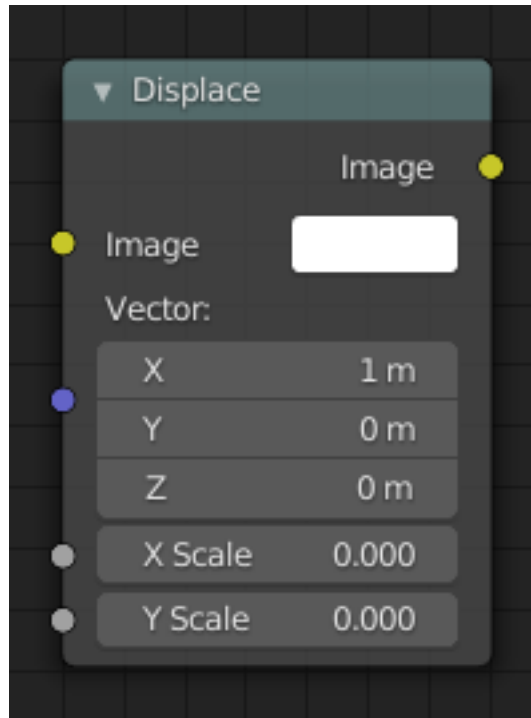 Displace
Image
Image
Vector:
X 1 m
Y 0 m
Z 0 m
X Scale 0.000
Y Scale 0.000